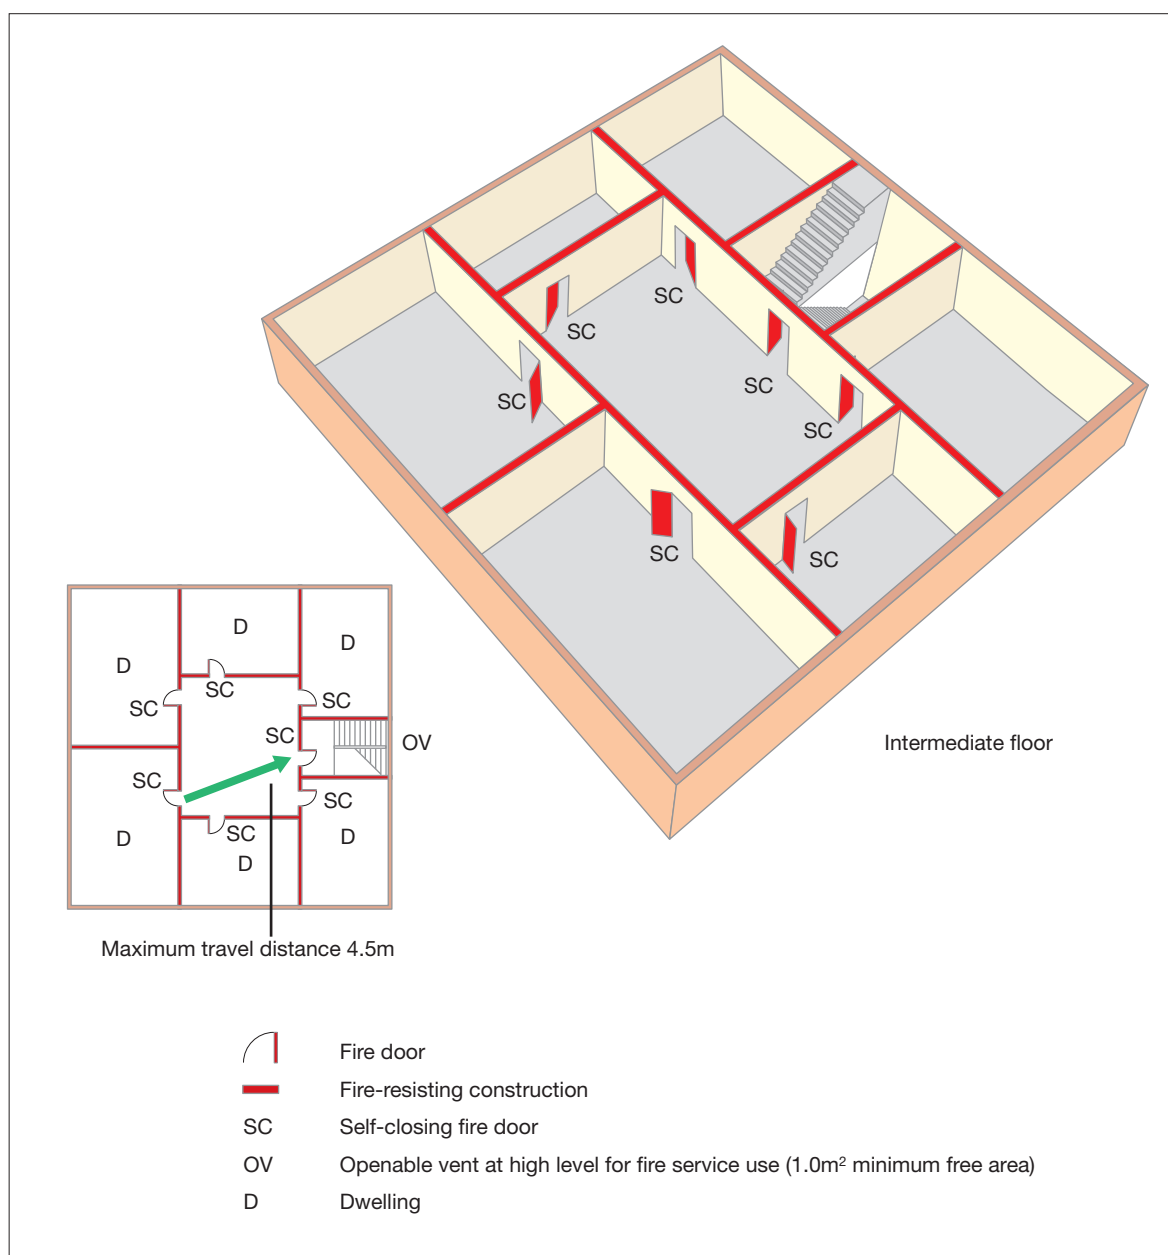 SC
SC
SC
SC
SC
SC
SC
Intermediate floor
D
D
D
SC
SC
SC
SC
OV
SC
SC
SC
D
D
D
Maximum travel distance 4.5m
Fire door
Fire-resisting construction
SC Self-closing fire door
OV Openable vent at high level for fire service use (1.0m² minimum free area)
D Dwelling